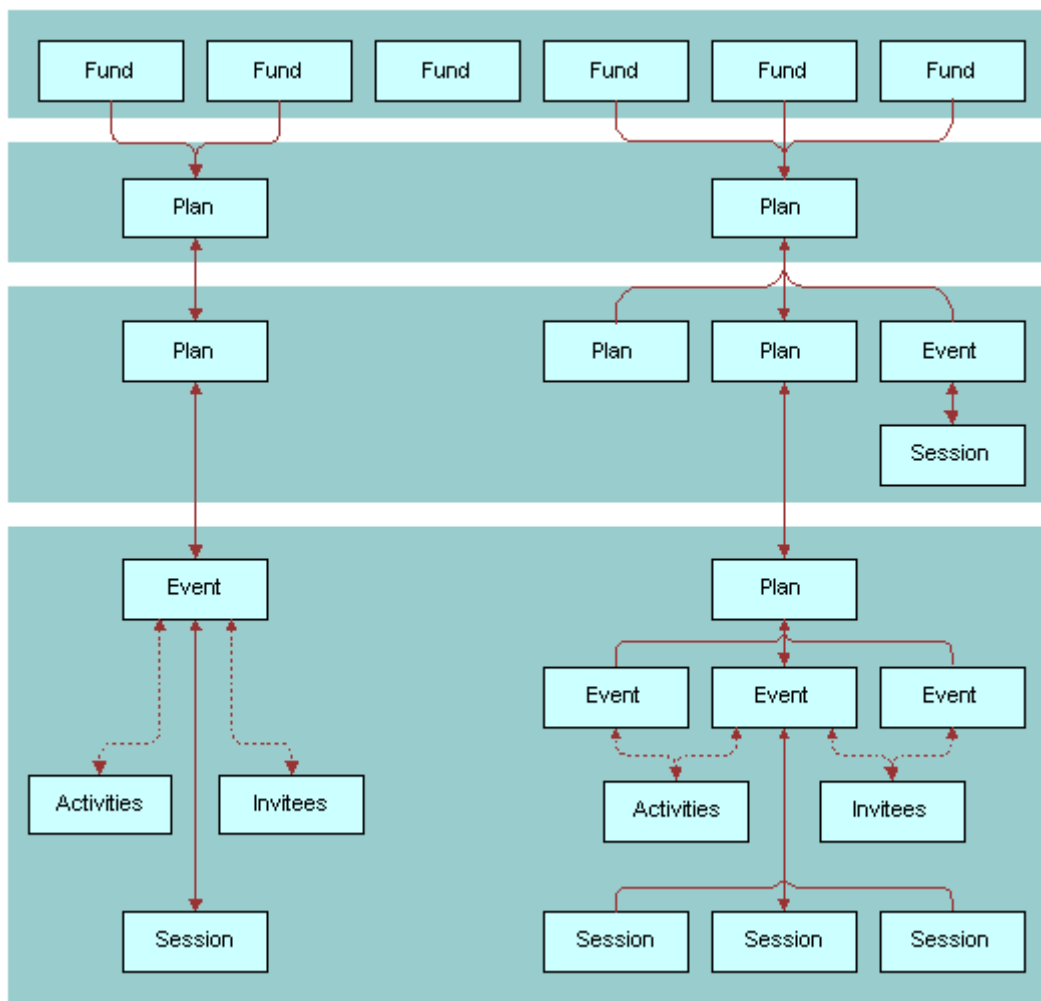 Fund
Fund
Fund
Fund
Fund
Fund
Plan
Plan
Plan
Plan
Plan
Event
Session
Event
Plan
Event
Event
Event
Activities
Invitees
Activities
Invitees
Session
Session
Session
Session